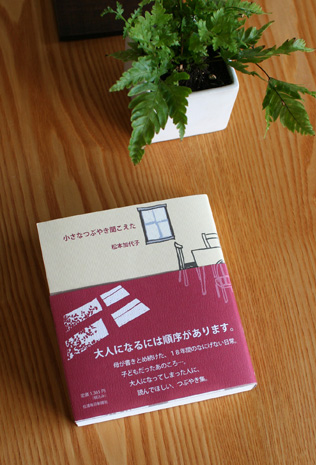 小さなつぶやき聞こえた
松本加代子
大人になるには順序があります。
母が書きとめ続けた、18年間のなにげない日常。
子どもだったあのころ…。
大人になってしまった人に、
読んでほしい、つぶやき集。